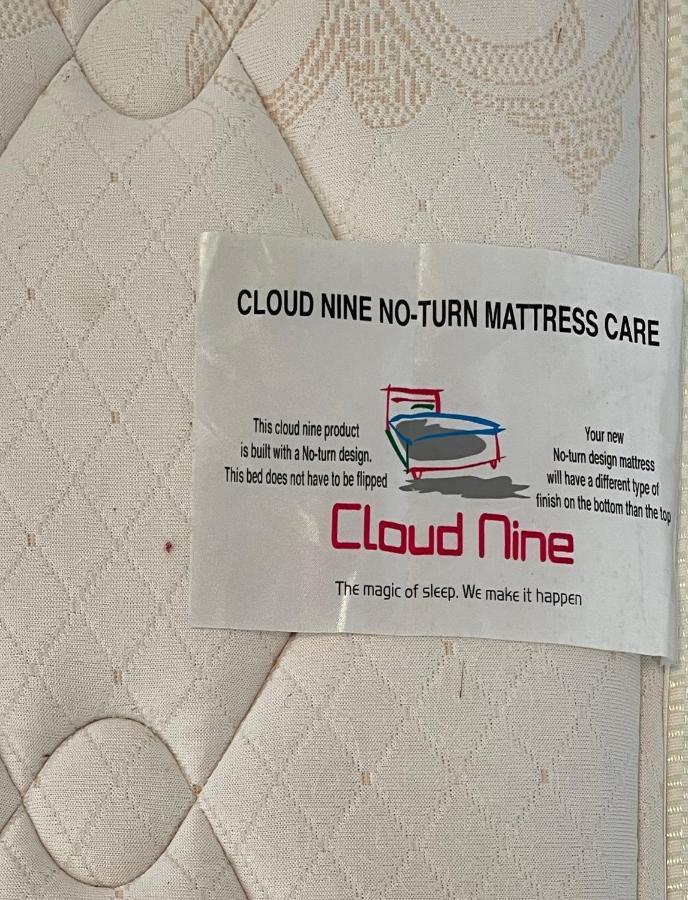 CLOUD NINE NO-TURN MATTRESS CARE
This cloud nine product
is built with a No-turn design.
This bed does not have to be flipped
Your new
No-turn design mattress
will have a different type of
finish on the bottom than the top
Cloud Nine
The magic of sleep. We make it happen